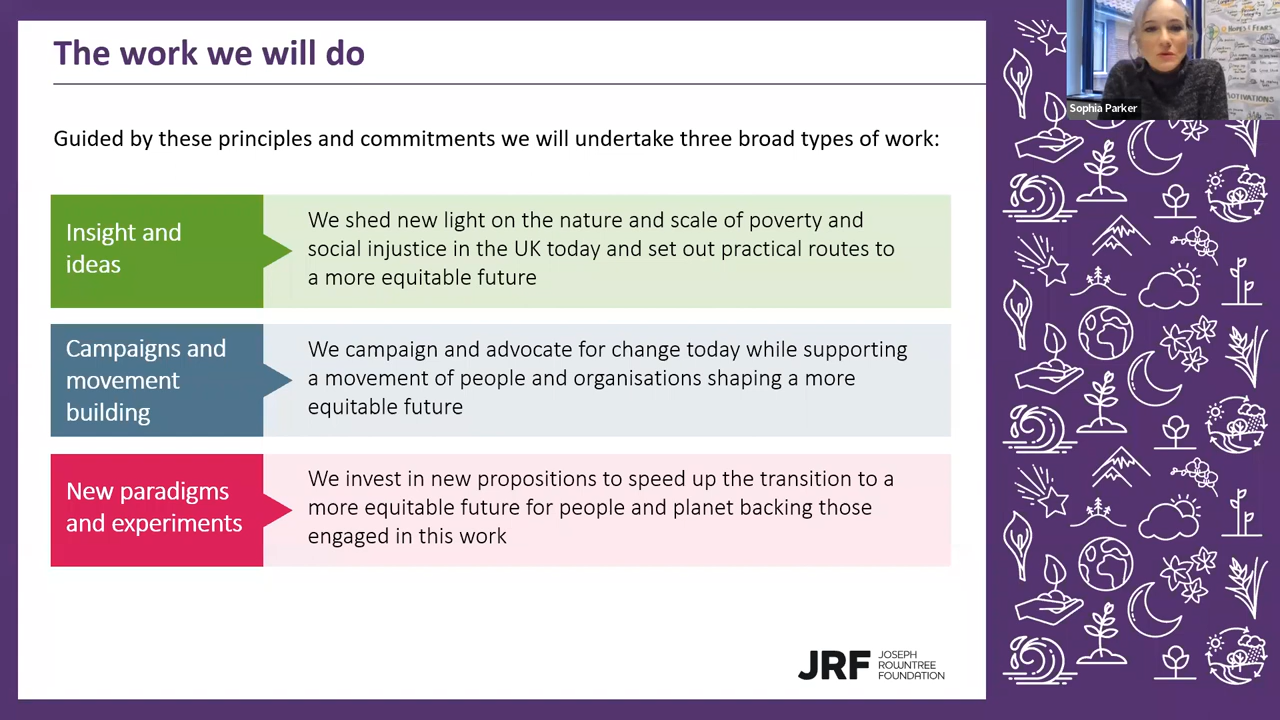 The work we will do
Guided by these principles and commitments we will undertake three broad types of work:
Insight and
ideas
We shed new light on the nature and scale of poverty and
social injustice in the UK today and set out practical routes to
a more equitable future
Campaigns and
movement
building
We campaign and advocate for change today while supporting
a movement of people and organisations shaping a more
equitable future
New paradigms
and experiments
We invest in new propositions to speed up the transition to a
more equitable future for people and planet backing those
engaged in this work
JRF
JOSEPH
ROWNTREE
FOUNDATION
Sophia Parker
HOPES & FEARS
MOTIVATIONS